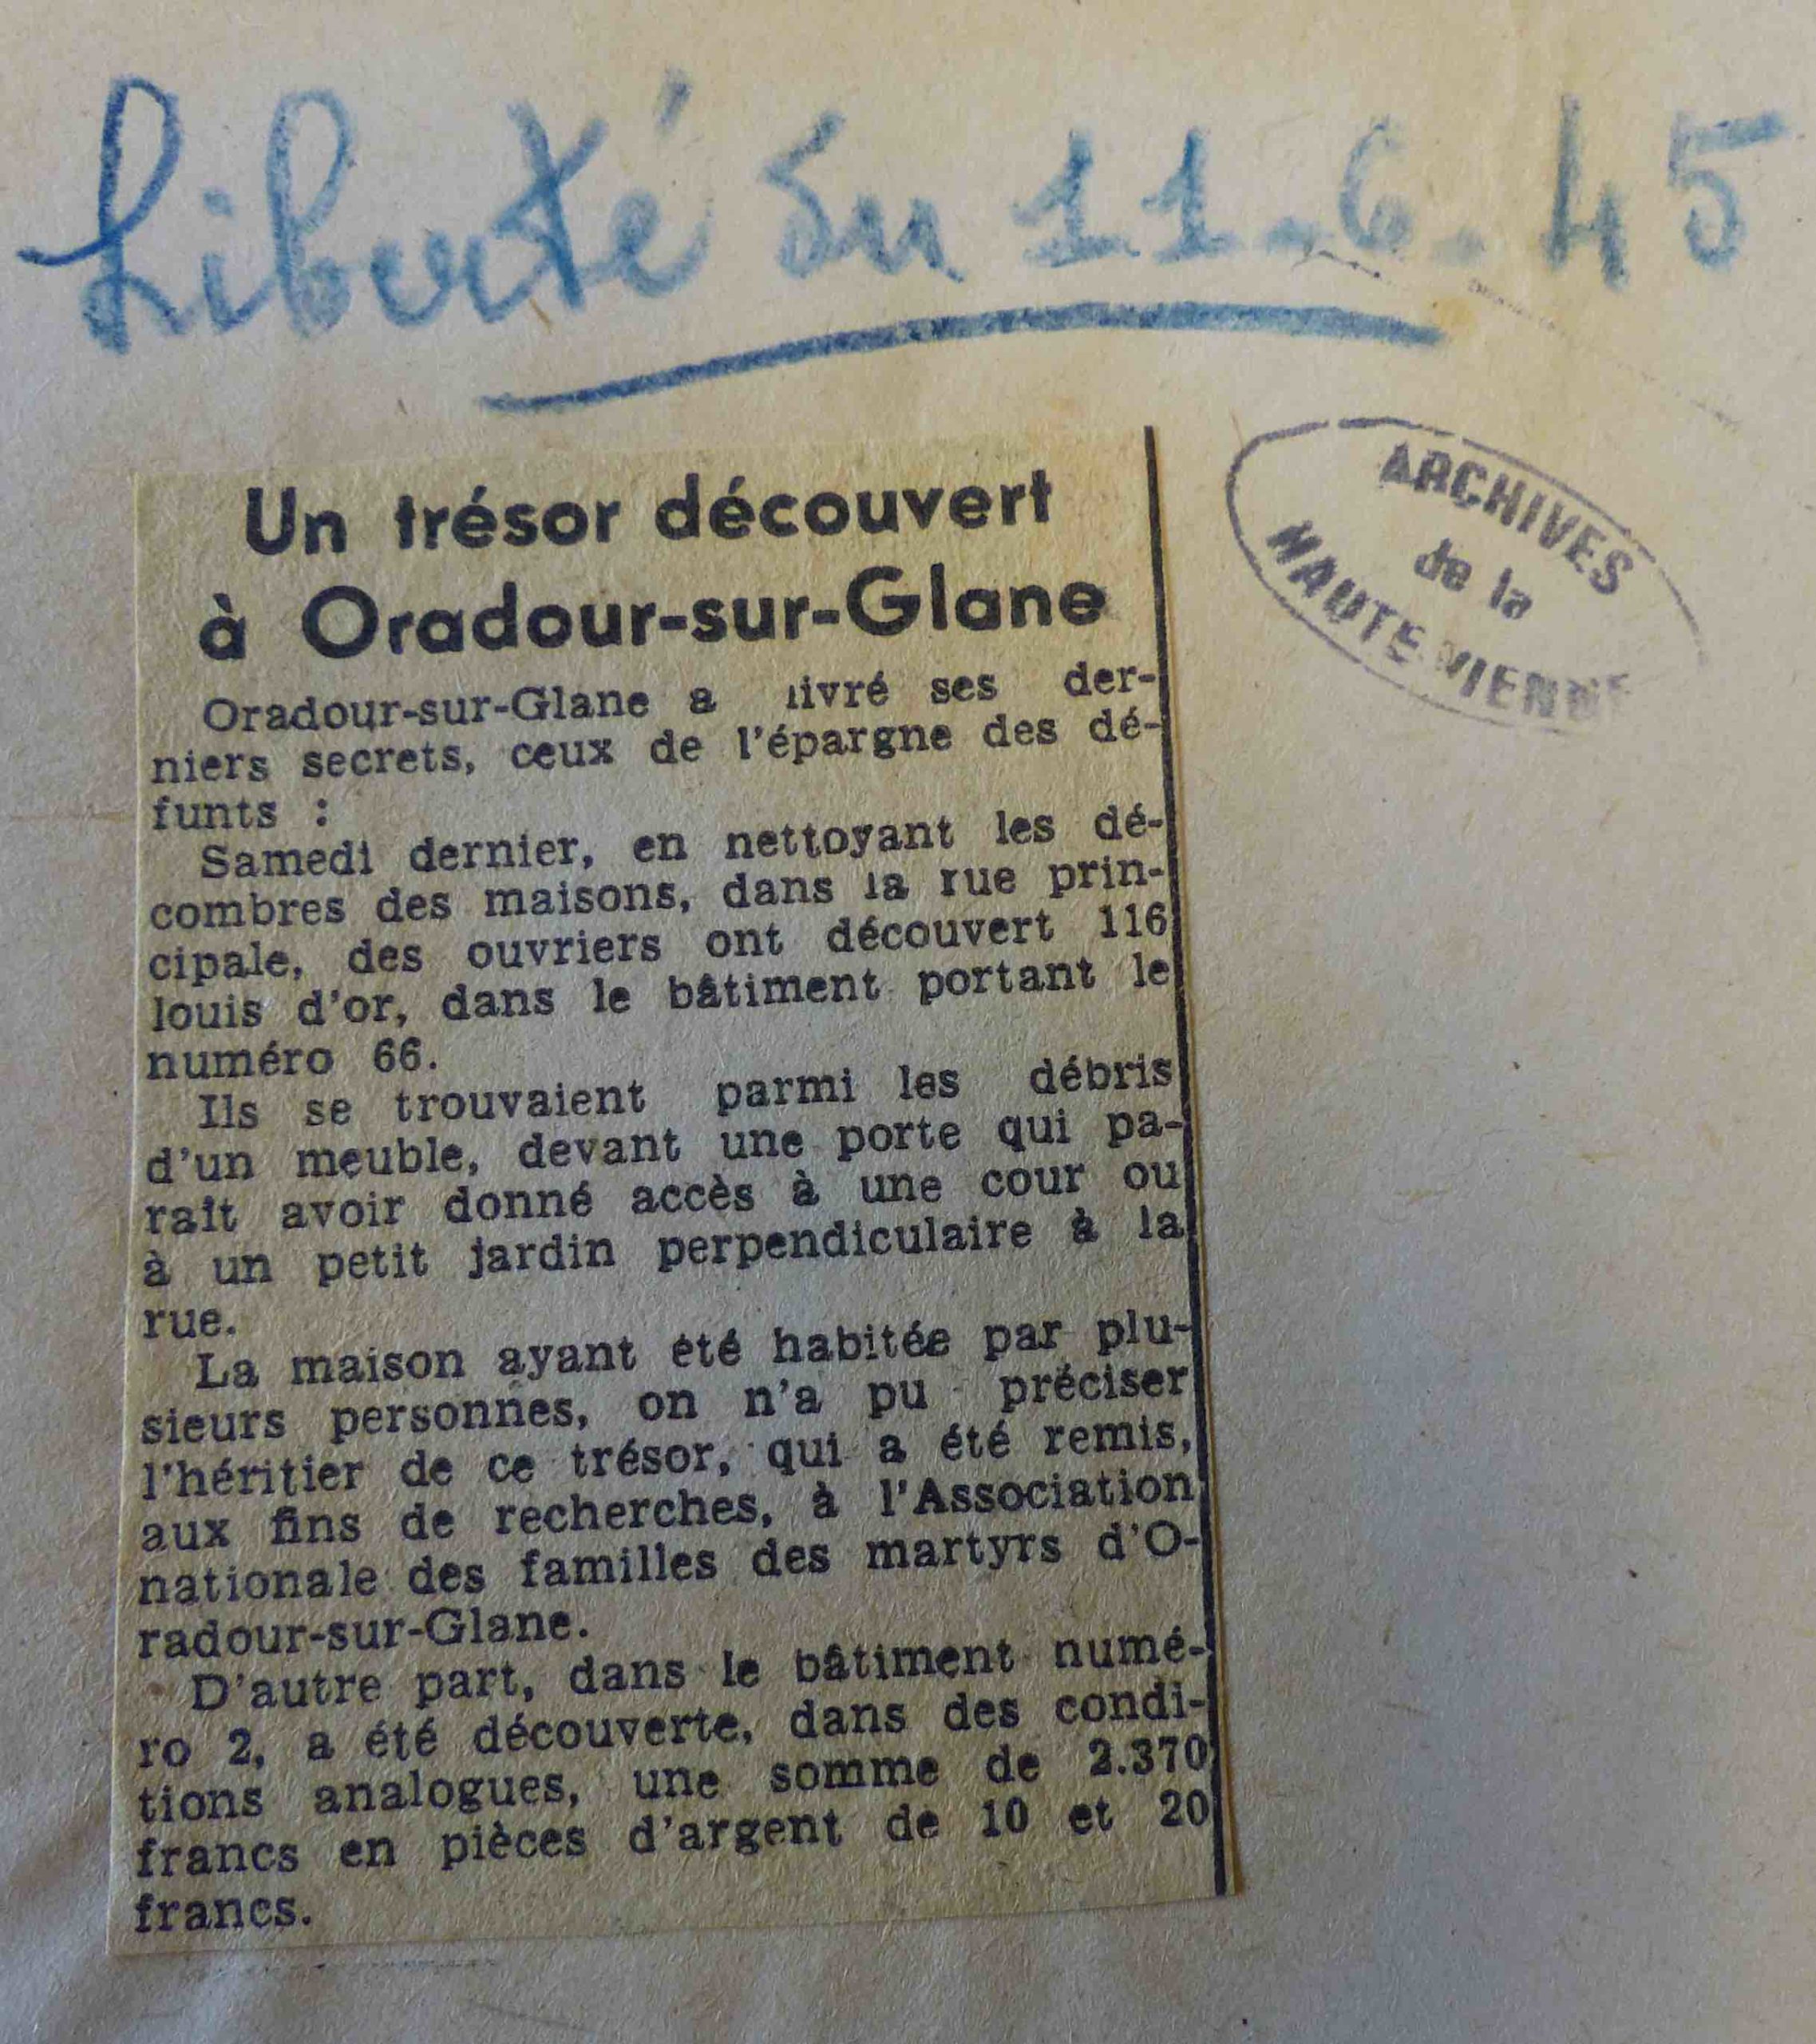 Liberté du 11.6.45
ARCHIVES
de la
HAUTE-VIENNE
Un trésor découvert
à Oradour-sur-Glane
Oradour-sur-Glane a livré ses der-
niers secrets, ceux de l'épargne des dé-
funts :
Samedi dernier, en nettoyant les dé-
combres des maisons, dans la rue prin-
cipale, des ouvriers ont découvert 116
louis d'or, dans le bâtiment portant le
numéro 66.
Ils se trouvaient parmi les débris
d'un meuble, devant une porte qui pa-
raît avoir donné accès à une cour ou
à un petit jardin perpendiculaire à la
rue.
La maison ayant été habitée par plu-
sieurs personnes, on n'a pu préciser
l'héritier de ce trésor, qui a été remis,
aux fins de recherches, à l'Association
nationale des familles des martyrs d'O-
radour-sur-Glane.
D'autre part, dans le bâtiment numé-
ro 2, a été découverte, dans des condi-
tions analogues, une somme de 2.370
francs en pièces d'argent de 10 et 20
francs.